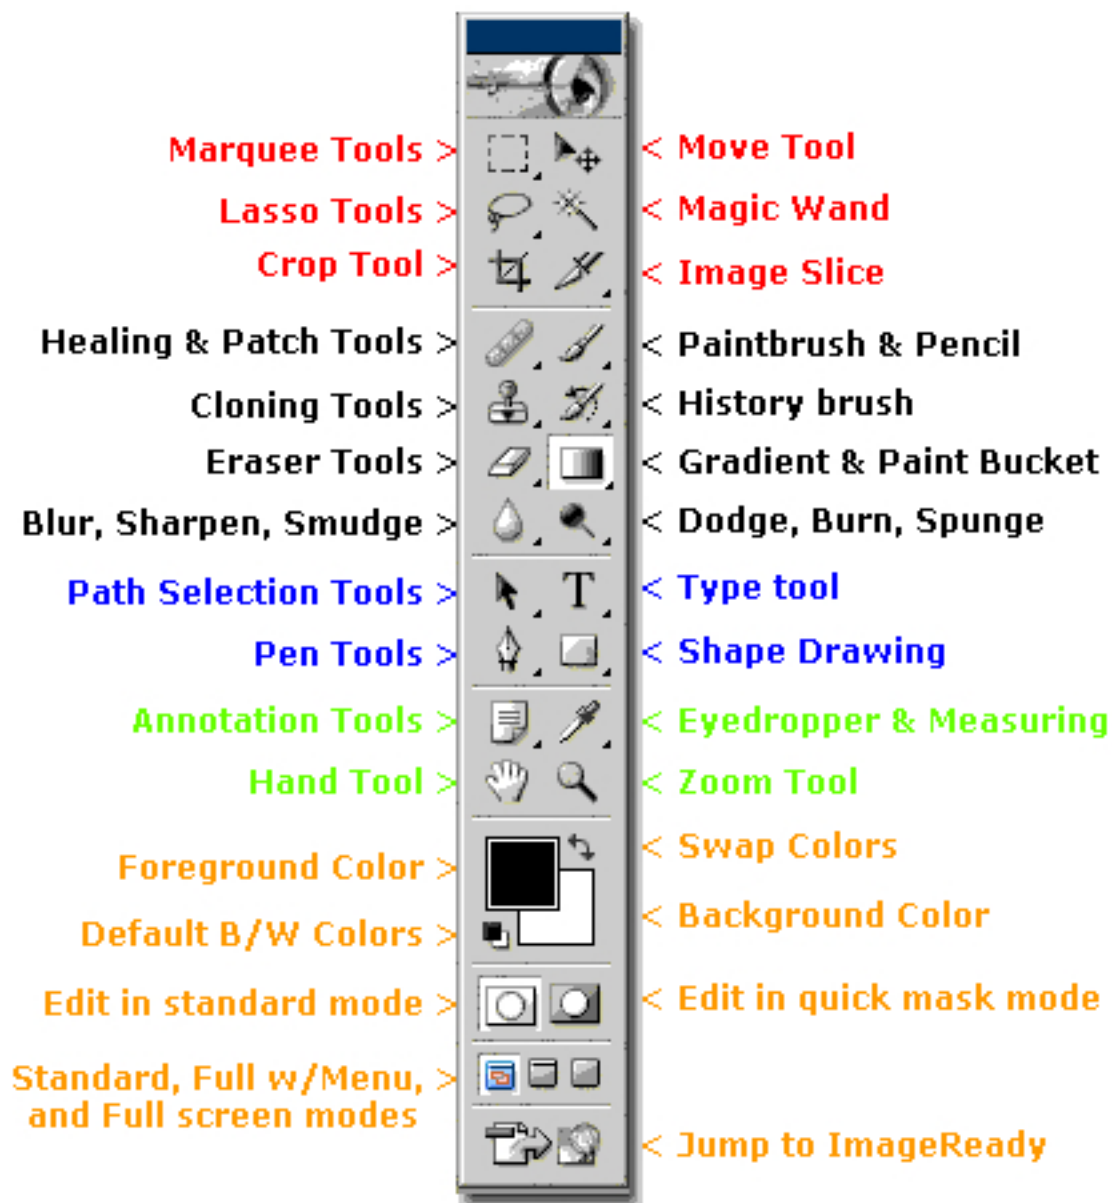 Marquee Tools >
< Move Tool
Lasso Tools >
< Magic Wand
Crop Tool >
< Image Slice
Healing & Patch Tools >
< Paintbrush & Pencil
Cloning Tools >
< History brush
Eraser Tools >
< Gradient & Paint Bucket
Blur, Sharpen, Smudge >
< Dodge, Burn, Spunge
Path Selection Tools >
T
< Type tool
Pen Tools >
< Shape Drawing
Annotation Tools >
< Eyedropper & Measuring
Hand Tool >
< Zoom Tool
Foreground Color >
< Swap Colors
Default B/W Colors >
< Background Color
Edit in standard mode >
< Edit in quick mask mode
Standard, Full w/Menu, >
and Full screen modes
< Jump to ImageReady